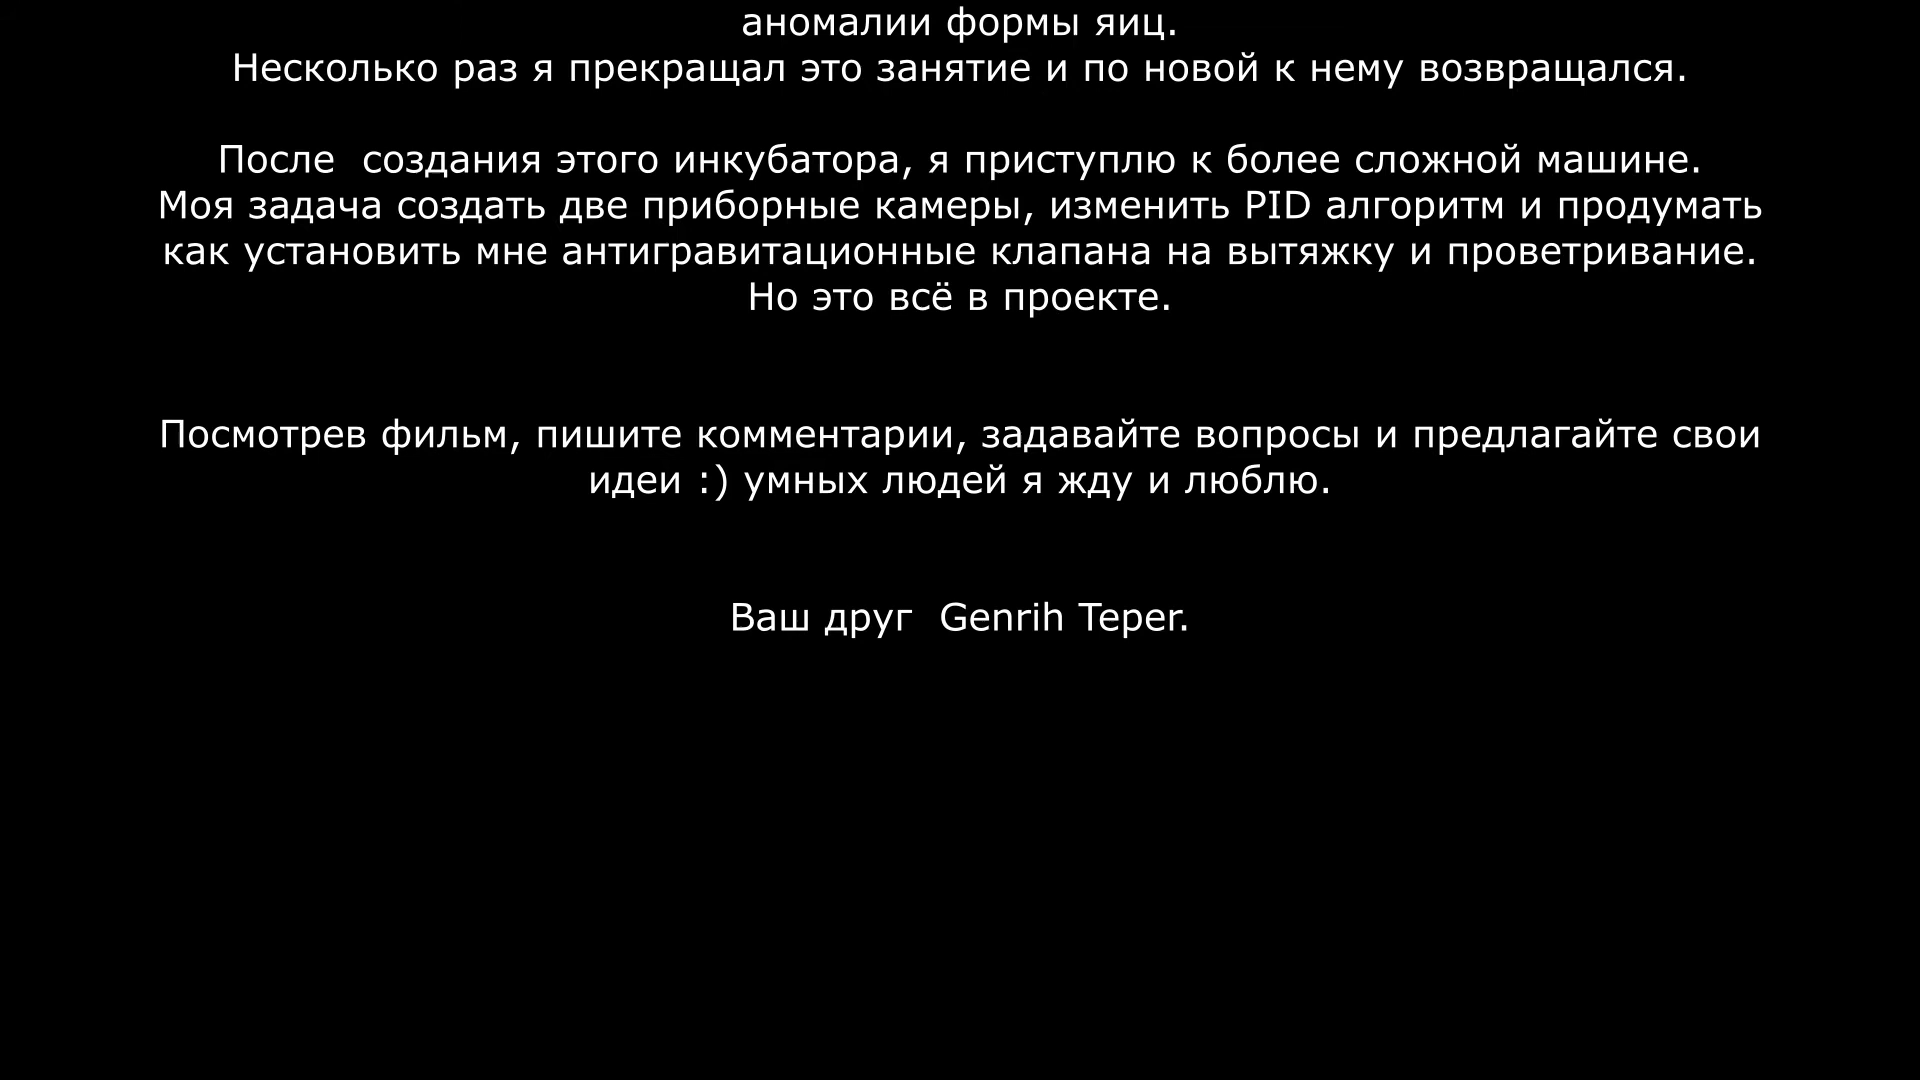 аномалии формы яиц.
Несколько раз я прекращал это занятие и по новой к нему возвращался.
После  создания этого инкубатора, я приступлю к более сложной машине.
Моя задача создать две приборные камеры, изменить PID алгоритм и продумать
как установить мне антигравитационные клапана на вытяжку и проветривание.
Но это всё в проекте.
Посмотрев фильм, пишите комментарии, задавайте вопросы и предлагайте свои
идеи :) умных людей я жду и люблю.
Ваш друг  Genrih Teper.